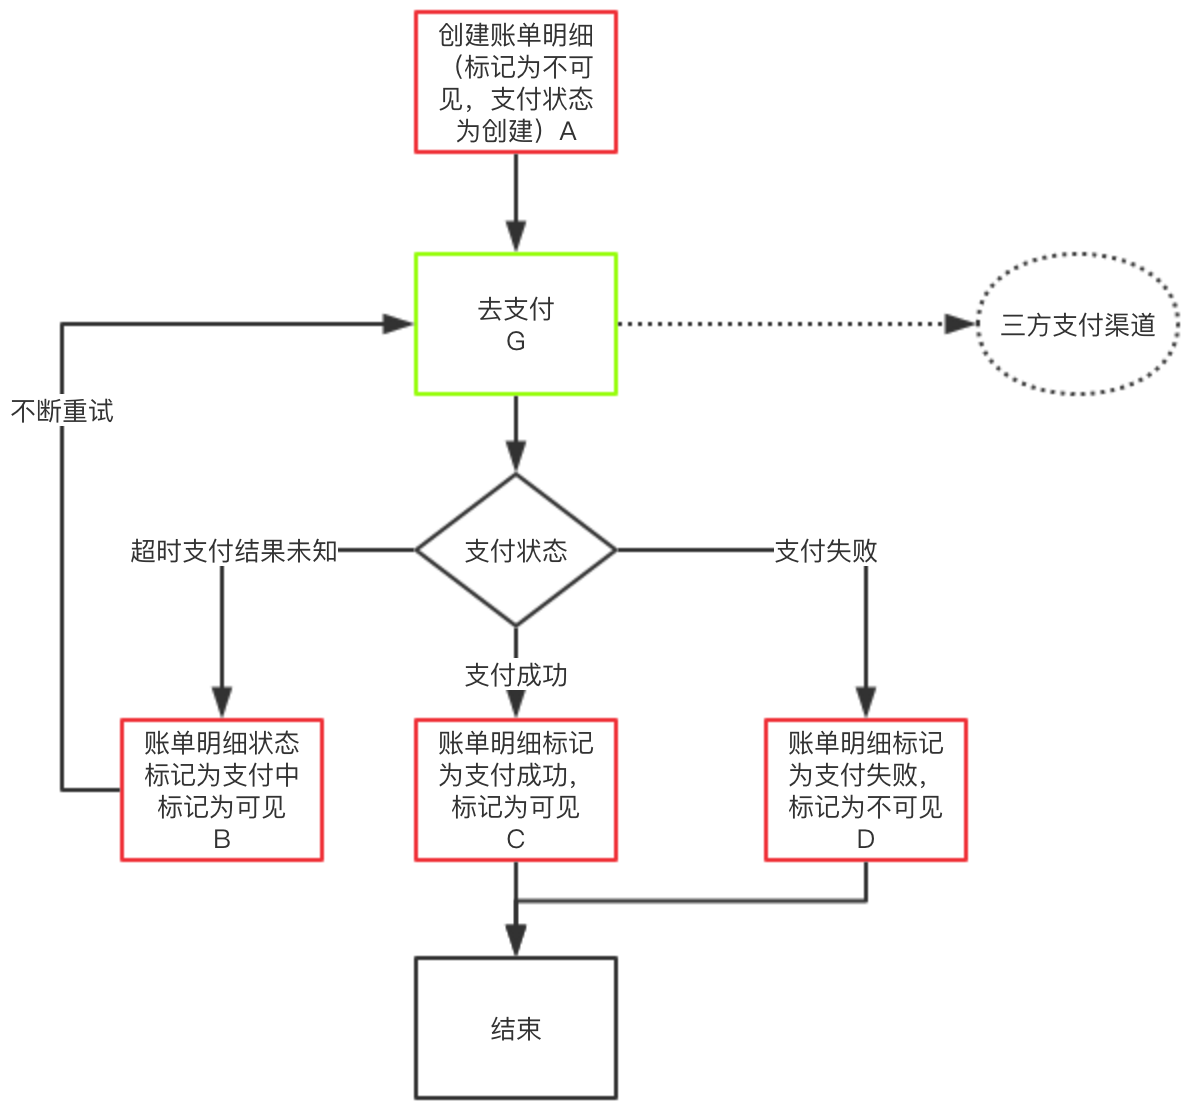 创建账单明细
（标记为不可
见，支付状态
为创建）A
去支付
G
三方支付渠道
不断重试
超时支付结果未知
支付状态
支付失败
支付成功
账单明细状态
标记为支付中
标记为可见
B
账单明细标记
为支付成功，
标记为可见
C
账单明细标记
为支付失败，
标记为不可见
D
结束